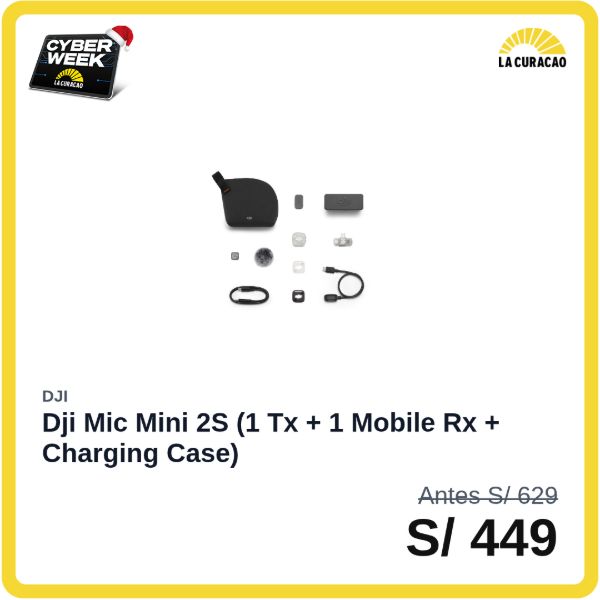 CYBER
WEEK
LA CURACAO
LA CURACAO
DJI
Dji Mic Mini 2S (1 Tx + 1 Mobile Rx +
Charging Case)
Antes S/ 629
S/ 449